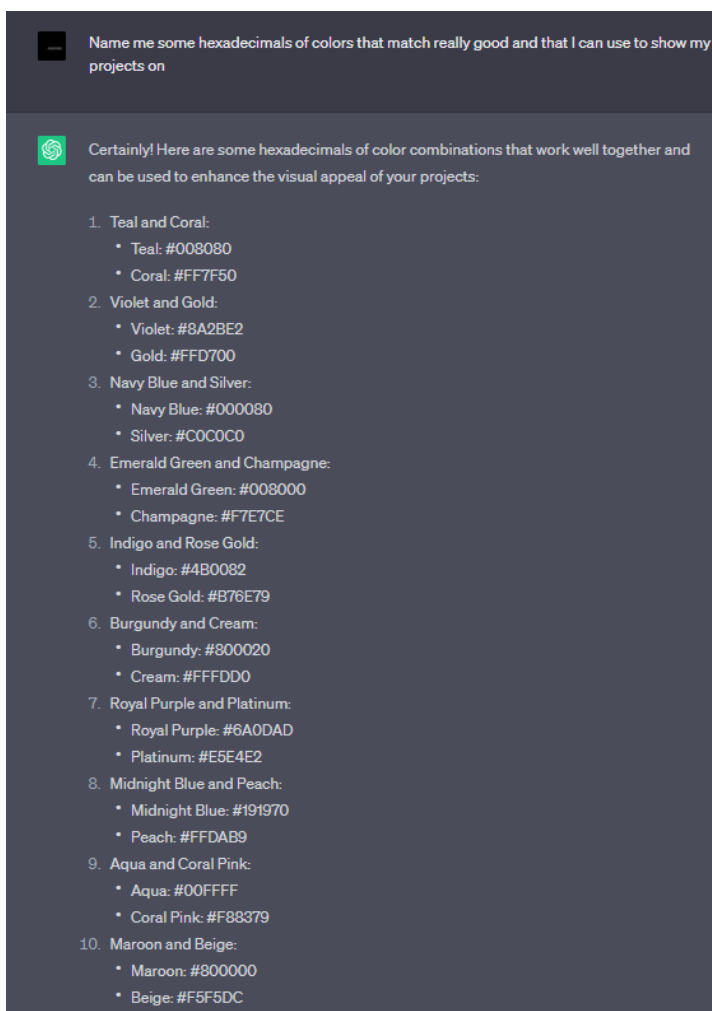 Name me some hexadecimals of colors that match really good and that I can use to show my
projects on
Certainly! Here are some hexadecimals of color combinations that work well together and
can be used to enhance the visual appeal of your projects:
1. Teal and Coral:
• Teal: #008080
• Coral: #FF7F50
2. Violet and Gold:
• Violet: #8A2BE2
• Gold: #FFD700
3. Navy Blue and Silver:
• Navy Blue: #000080
• Silver: #C0C0C0
4. Emerald Green and Champagne:
• Emerald Green: #008000
• Champagne: #F7E7CE
5. Indigo and Rose Gold:
• Indigo: #4B0082
• Rose Gold: #B76E79
6. Burgundy and Cream:
• Burgundy: #800020
• Cream: #FFFDD0
7. Royal Purple and Platinum:
• Royal Purple: #6A0DAD
• Platinum: #E5E4E2
8. Midnight Blue and Peach:
• Midnight Blue: #191970
• Peach: #FFDAB9
9. Aqua and Coral Pink:
• Aqua: #00FFFF
• Coral Pink: #F88379
10. Maroon and Beige:
• Maroon: #800000
• Beige: #F5F5DC